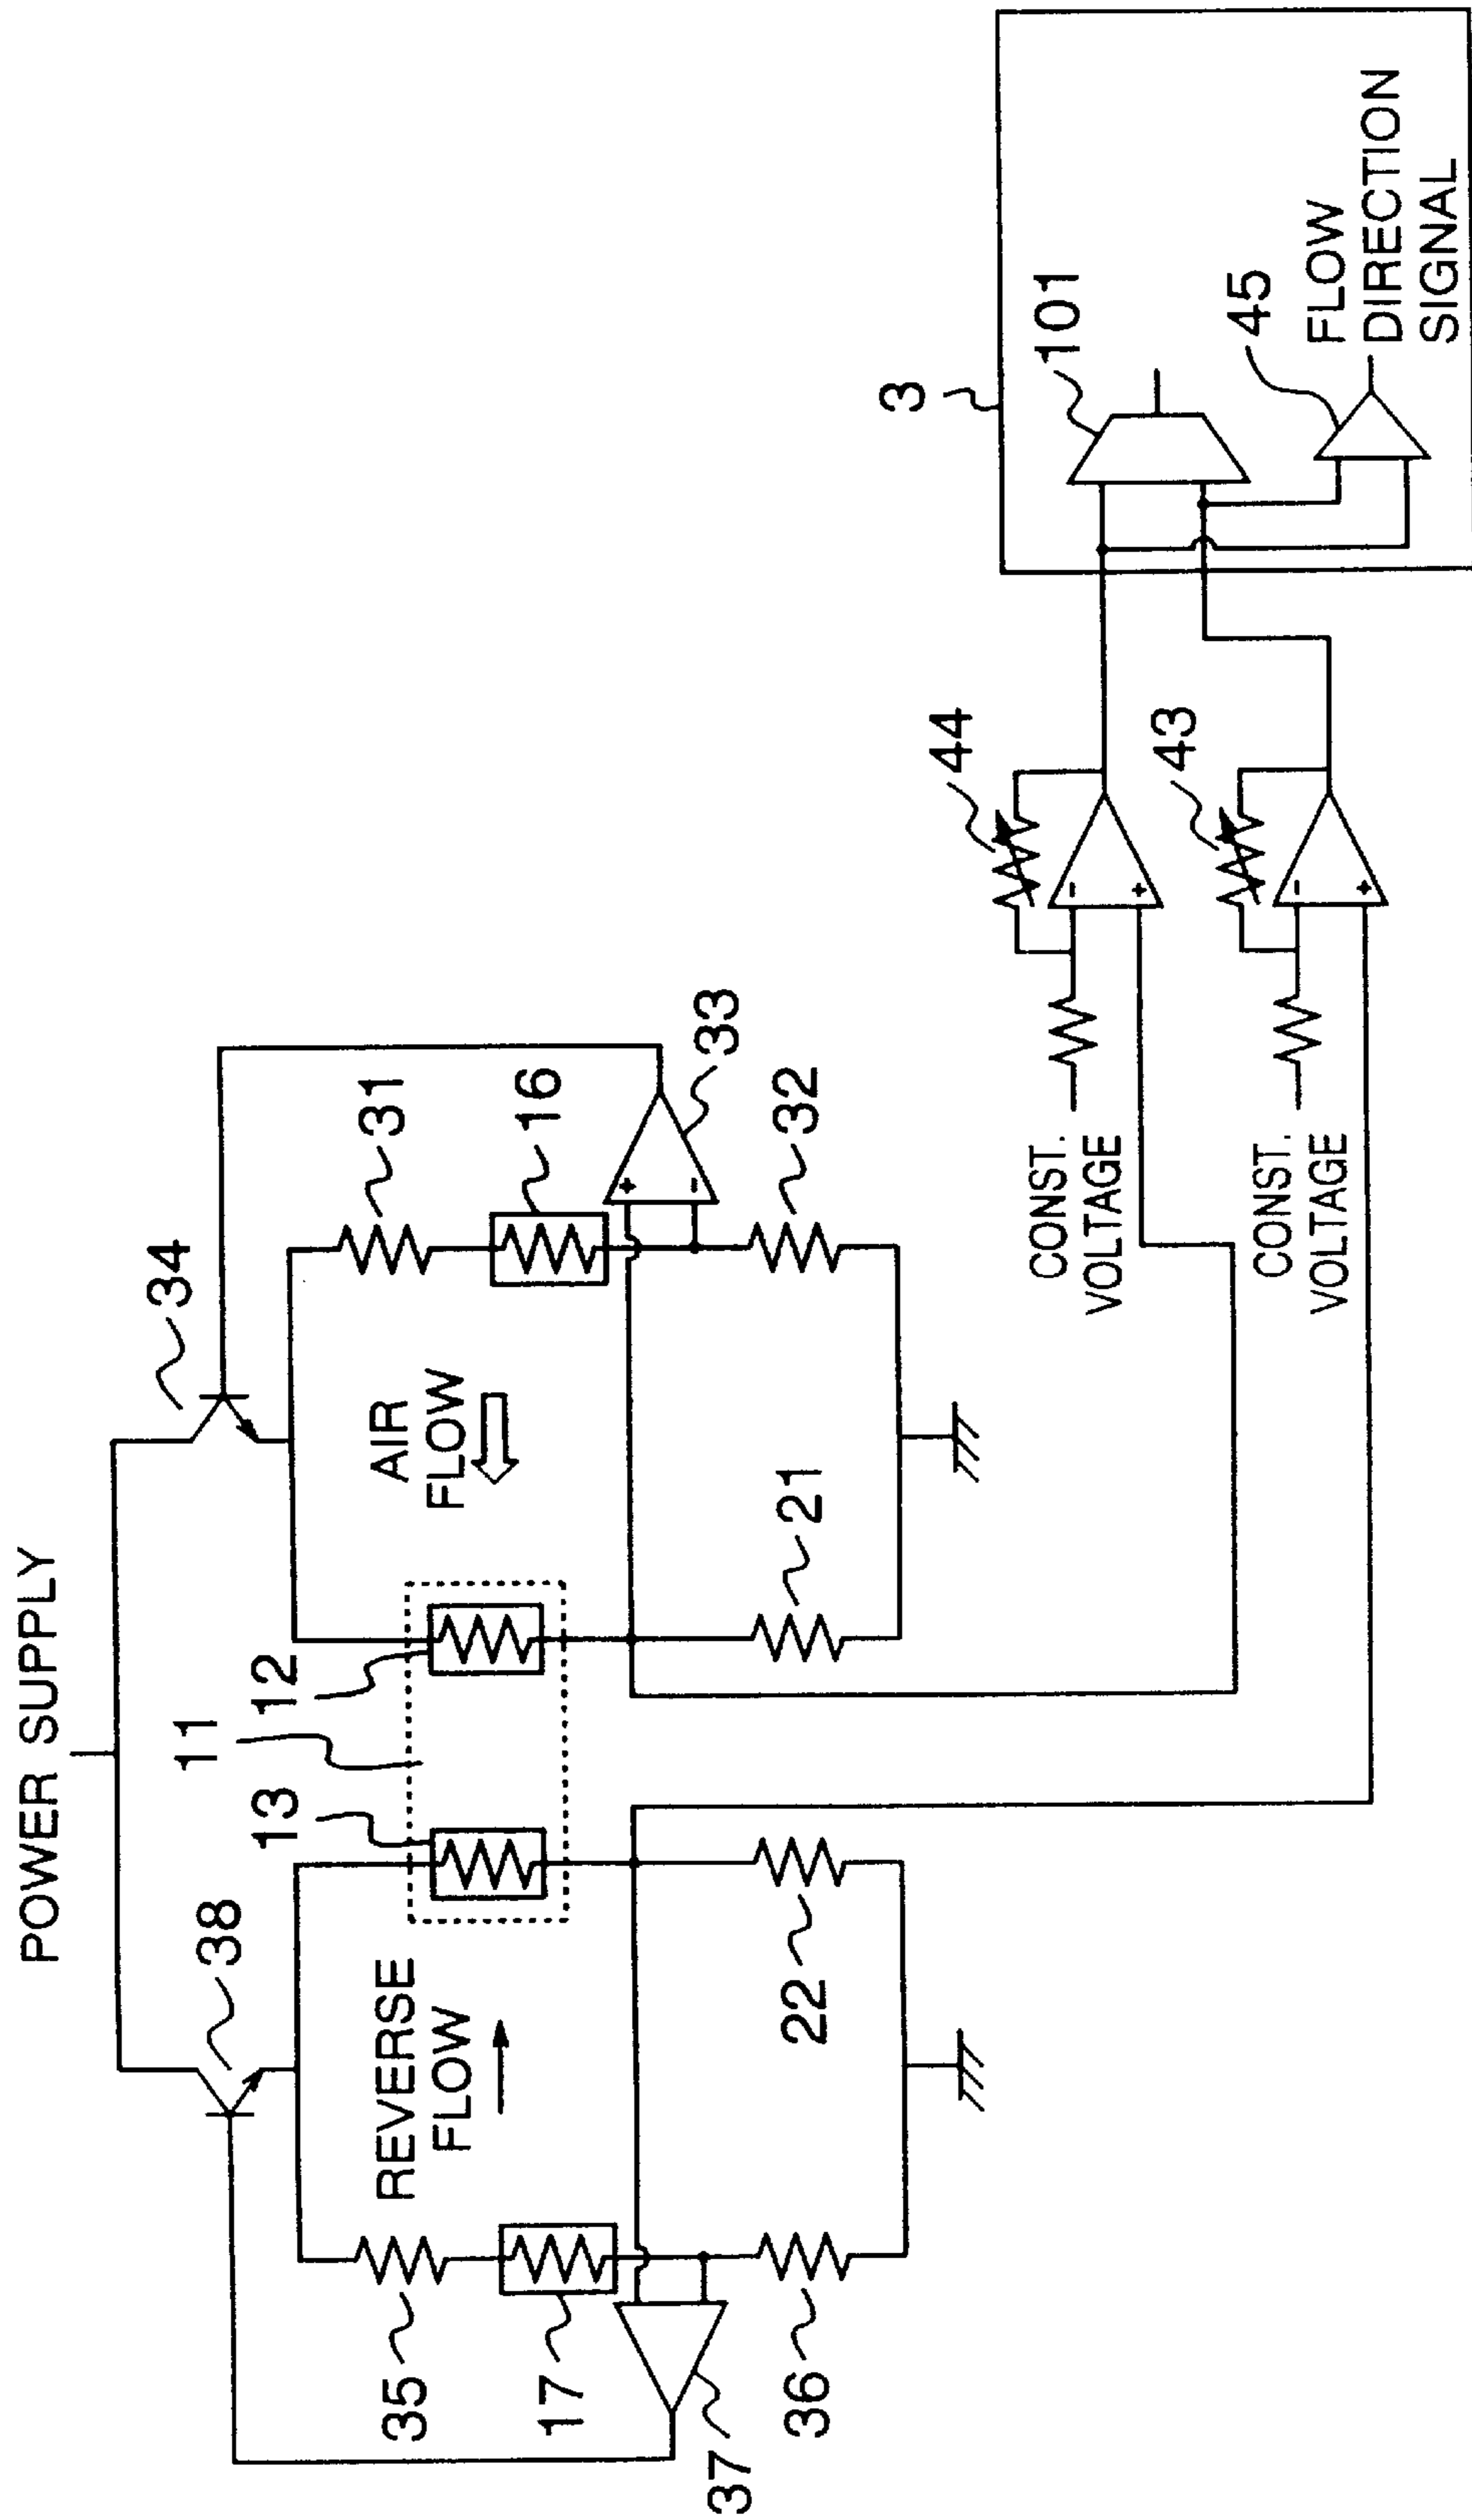 POWER SUPPLY
38
11
34
13
12
REVERSE
FLOW
AIR
FLOW
35
31
17
16
37
33
36
22
21
32
CONST.
VOLTAGE
CONST.
VOLTAGE
44
43
+
-
-
+
-
+
3
101
45
FLOW
DIRECTION
SIGNAL